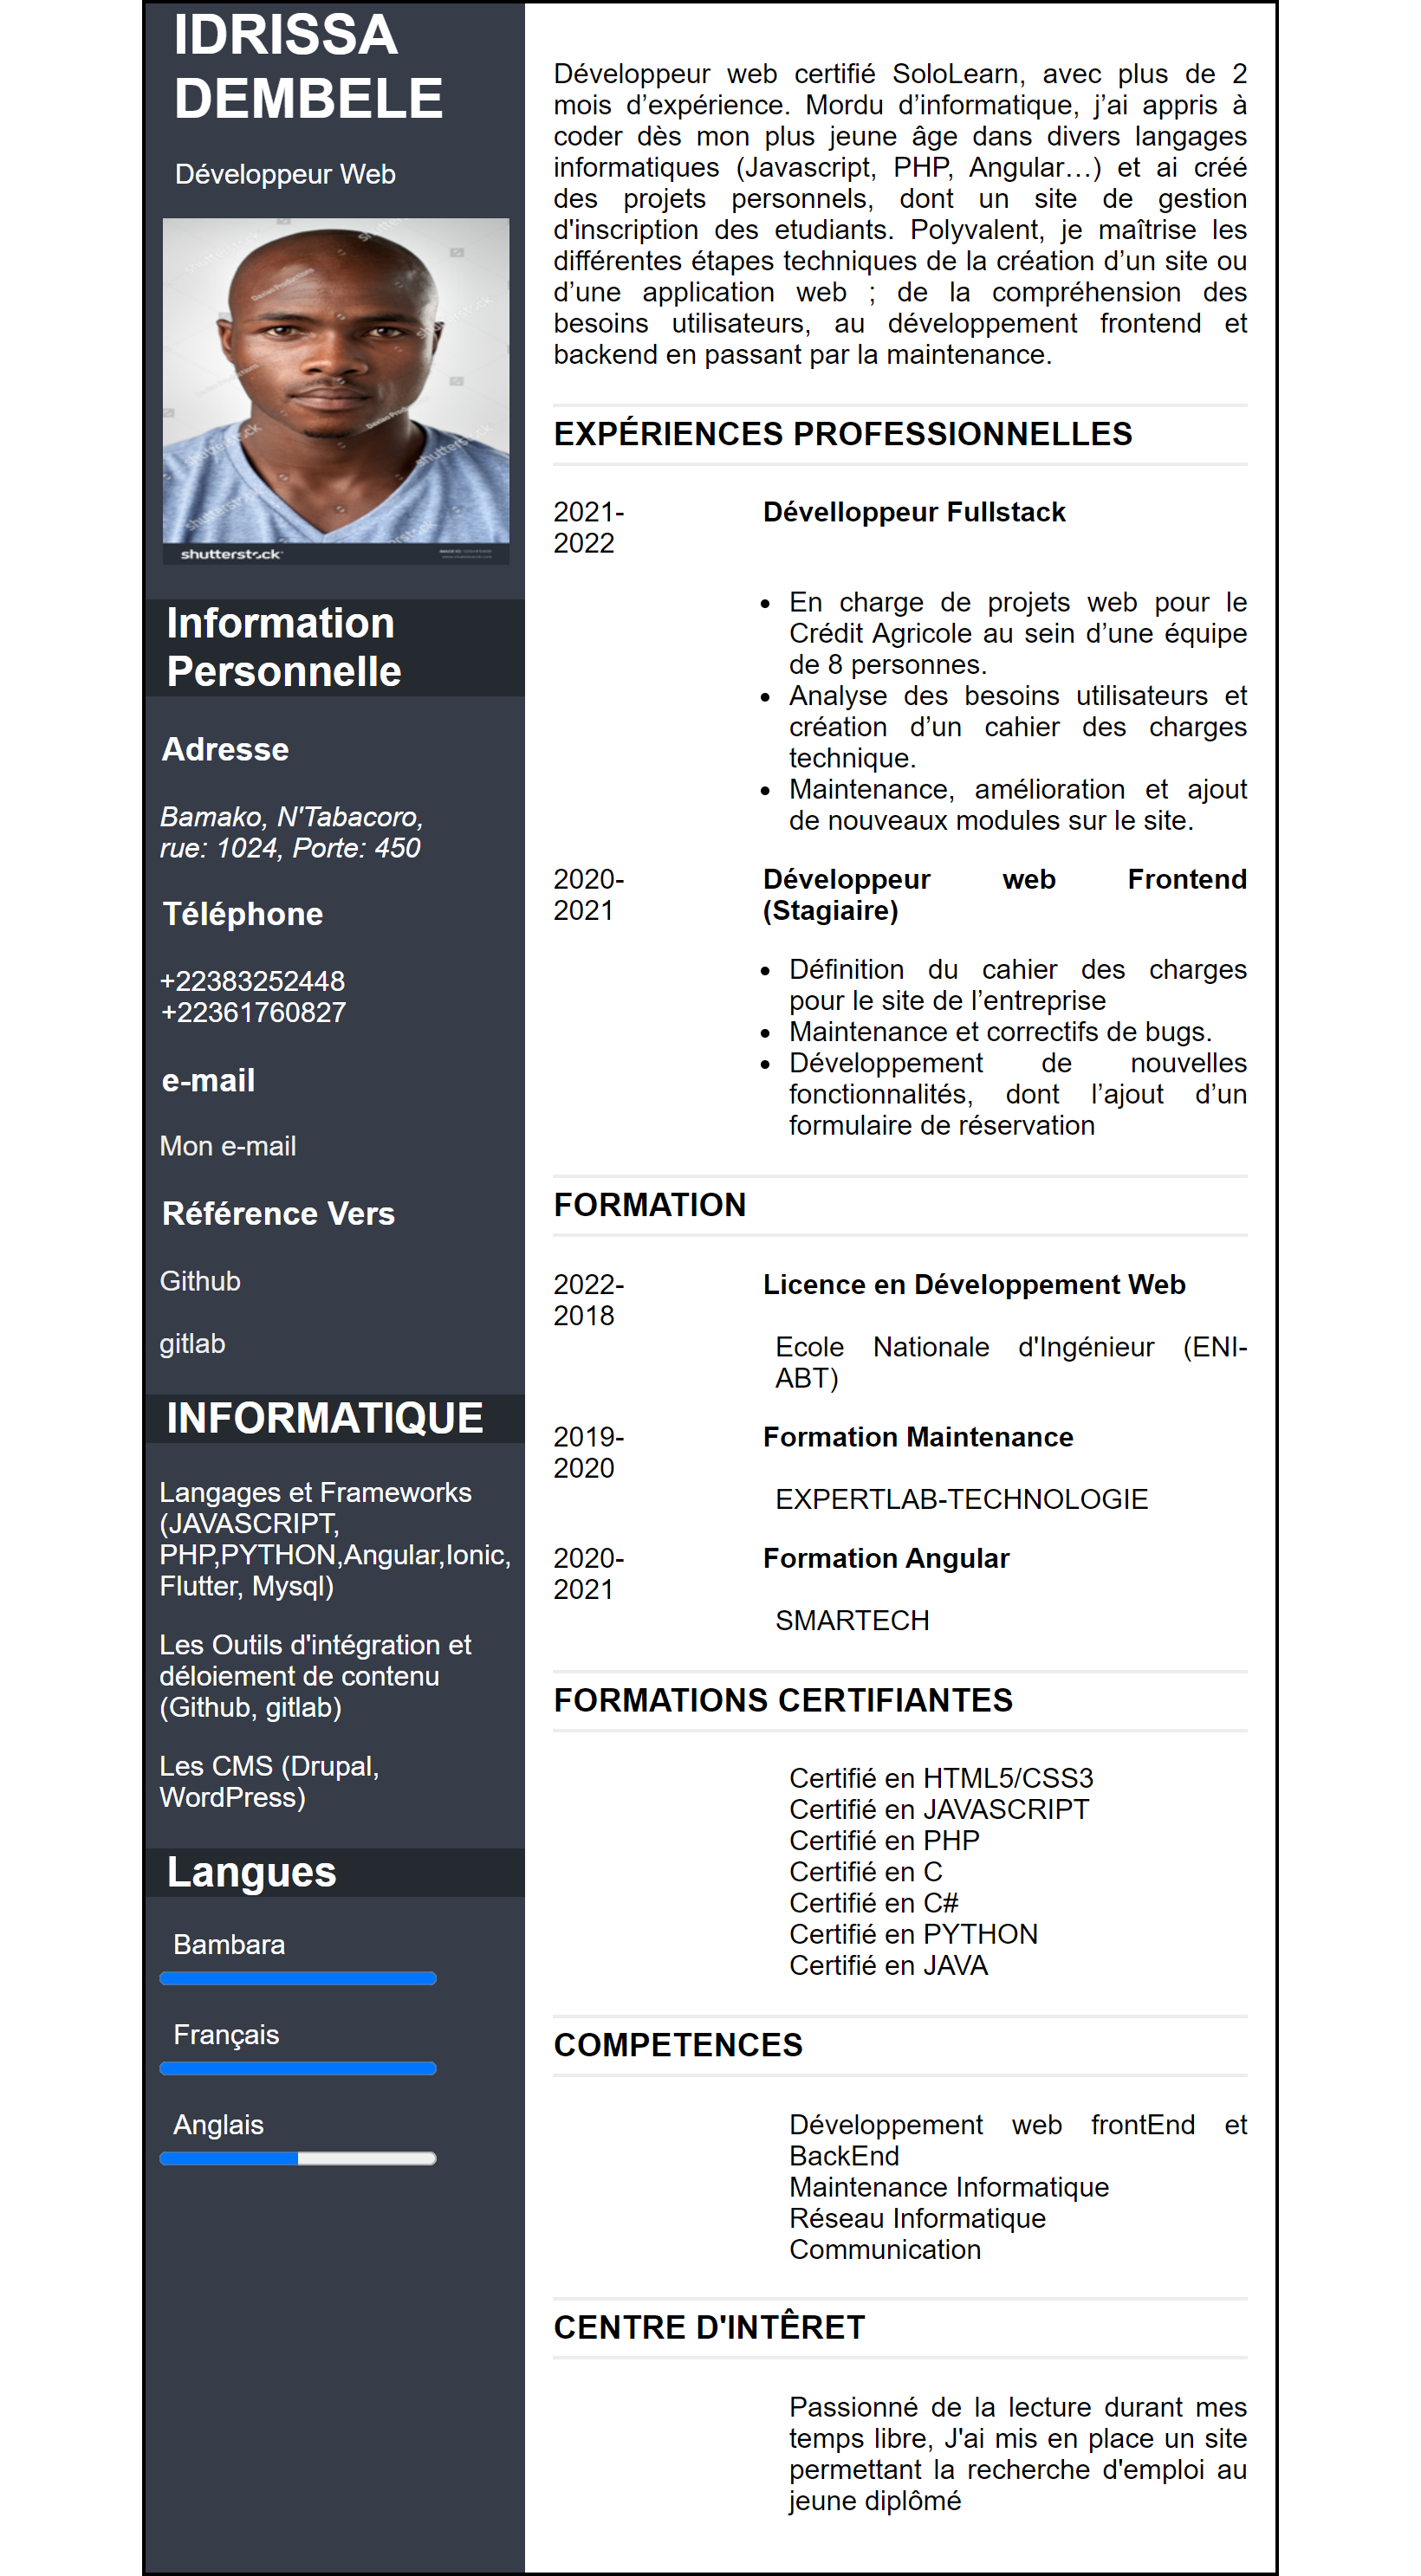 IDRISSA
DEMBELE
Développeur Web
shutterstock
Information
Personnelle
Adresse
Bamako, N'Tabacoro,
rue: 1024, Porte: 450
Téléphone
+22383252448
+22361760827
e-mail
Mon e-mail
Référence Vers
Github
gitlab
INFORMATIQUE
Langages et Frameworks
(JAVASCRIPT,
PHP,PYTHON,Angular,Ionic,
Flutter, Mysql)
Les Outils d'intégration et
déloiement de contenu
(Github, gitlab)
Les CMS (Drupal,
WordPress)
Langues
Bambara
Français
Anglais
Développeur web certifié SoloLearn, avec plus de 2
mois d’expérience. Mordu d’informatique, j’ai appris à
coder dès mon plus jeune âge dans divers langages
informatiques (Javascript, PHP, Angular…) et ai créé
des projets personnels, dont un site de gestion
d'inscription des etudiants. Polyvalent, je maîtrise les
différentes étapes techniques de la création d’un site ou
d’une application web ; de la compréhension des
besoins utilisateurs, au développement frontend et
backend en passant par la maintenance.
EXPÉRIENCES PROFESSIONNELLES
2021-
2022
Dévelloppeur Fullstack
• En charge de projets web pour le
Crédit Agricole au sein d’une équipe
de 8 personnes.
• Analyse des besoins utilisateurs et
création d’un cahier des charges
technique.
• Maintenance, amélioration et ajout
de nouveaux modules sur le site.
2020-
2021
Développeur web Frontend
(Stagiaire)
• Définition du cahier des charges
pour le site de l’entreprise
• Maintenance et correctifs de bugs.
• Développement de nouvelles
fonctionnalités, dont l’ajout d’un
formulaire de réservation
FORMATION
2022-
2018
Licence en Développement Web
Ecole Nationale d'Ingénieur (ENI-
ABT)
2019-
2020
Formation Maintenance
EXPERTLAB-TECHNOLOGIE
2020-
2021
Formation Angular
SMARTECH
FORMATIONS CERTIFIANTES
Certifié en HTML5/CSS3
Certifié en JAVASCRIPT
Certifié en PHP
Certifié en C
Certifié en C#
Certifié en PYTHON
Certifié en JAVA
COMPETENCES
Développement web frontEnd et
BackEnd
Maintenance Informatique
Réseau Informatique
Communication
CENTRE D'INTÊRET
Passionné de la lecture durant mes
temps libre, J'ai mis en place un site
permettant la recherche d'emploi au
jeune diplômé